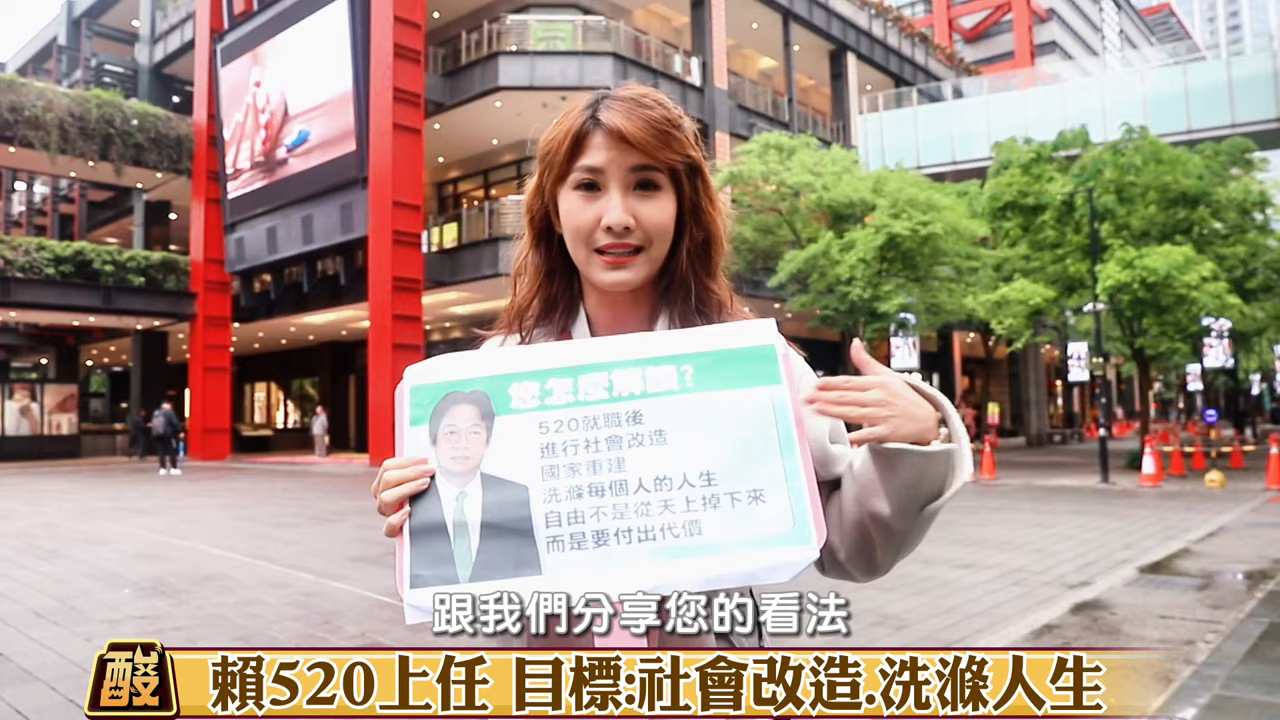 您怎麼解讀?
520就職後
進行社會改造
國家重建
洗滌每個人的人生
自由不是從天上掉下來
而是要付出代價
跟我們分享您的看法
酸 賴520上任 目標:社會改造.洗滌人生